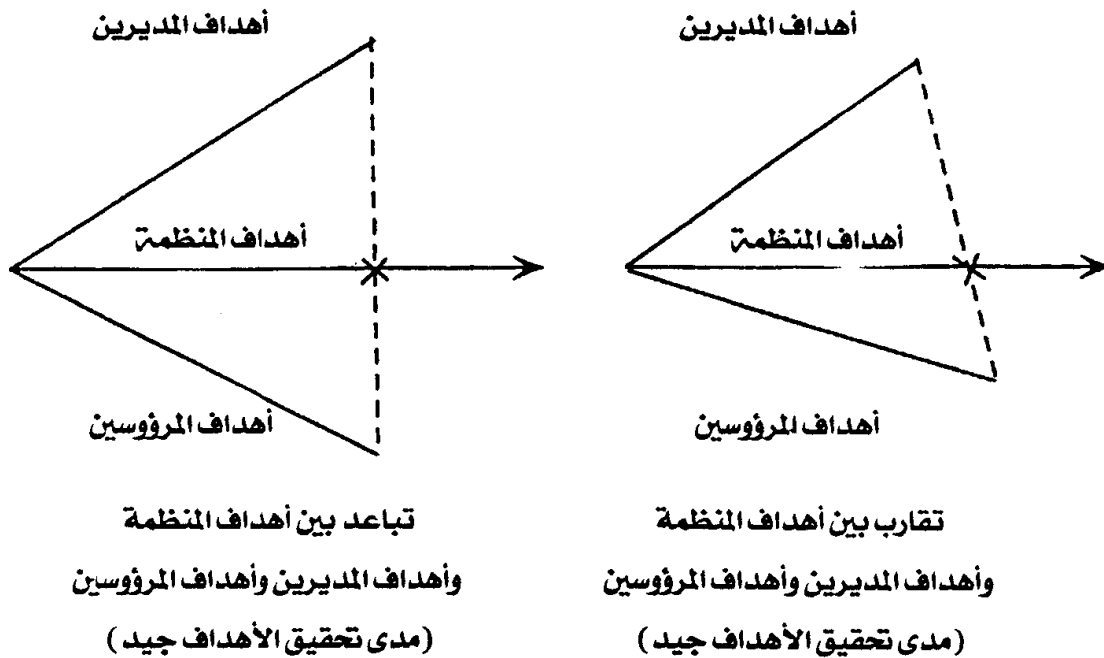 أهداف المديرين
أهداف المنظمة
أهداف المرؤوسين
تقارب بين أهداف المنظمة
وأهداف المديرين وأهداف المرؤوسين
(مدى تحقيق الأهداف جيد)
أهداف المديرين
أهداف المنظمة
أهداف المرؤوسين
تباعد بين أهداف المنظمة
وأهداف المديرين وأهداف المرؤوسين
(مدى تحقيق الأهداف جيد)